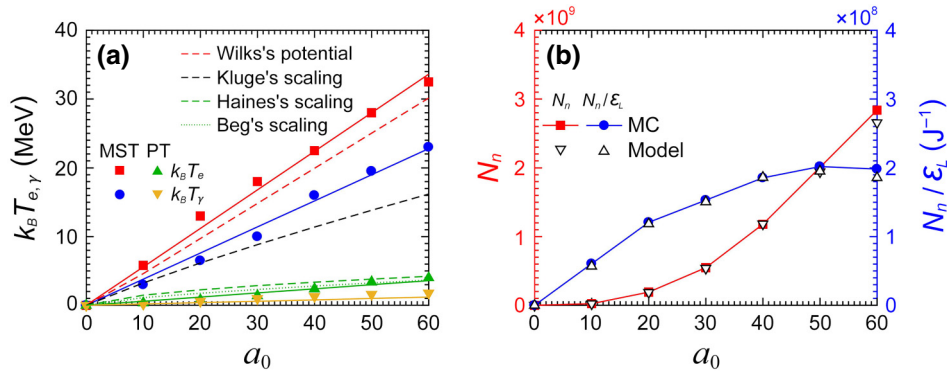 (a)
Wilks's potential
Kluge's scaling
Haines's scaling
Beg's scaling
MST PT
k_B T_e
k_B T_γ
k_B T_e,γ (MeV)
40
30
20
10
0
0 10 20 30 40 50 60
a_0
(b)
×10^9
×10^8
N_n N_n/ε_L
MC
Model
N_n
4
3
2
1
0
N_n/ε_L (J^-1)
4
3
2
1
0
0 10 20 30 40 50 60
a_0